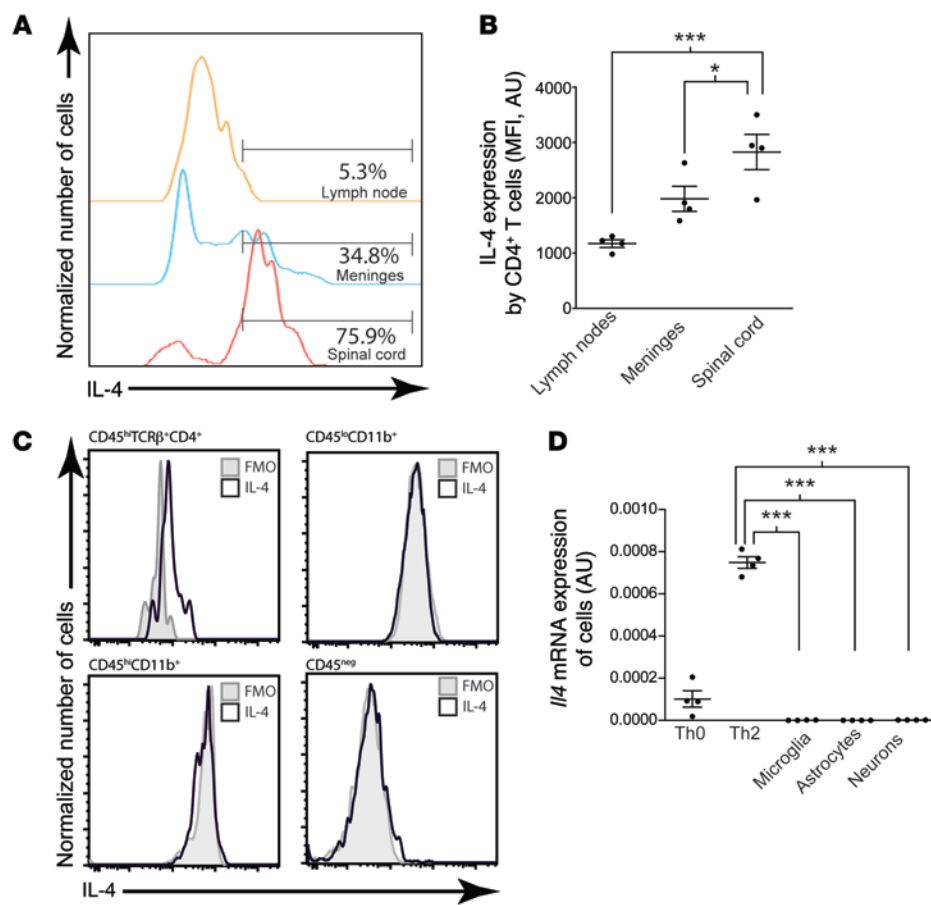 A
Normalized number of cells
5.3%
Lymph node
34.8%
Meninges
75.9%
Spinal cord
IL-4
B
***
*
IL-4 expression
by CD4⁺ T cells (MFI, AU)
4000
3000
2000
1000
0
Lymph nodes
Meninges
Spinal cord
C
Normalized number of cells
CD45ʰⁱTCRβ⁺CD4⁺
FMO
IL-4
CD45ˡᵒCD11b⁺
FMO
IL-4
CD45ʰⁱCD11b⁺
FMO
IL-4
CD45ⁿᵉᵍ
FMO
IL-4
IL-4
D
***
***
***
Il4 mRNA expression
of cells (AU)
0.0010
0.0008
0.0006
0.0004
0.0002
0.0000
Th0
Th2
Microglia
Astrocytes
Neurons